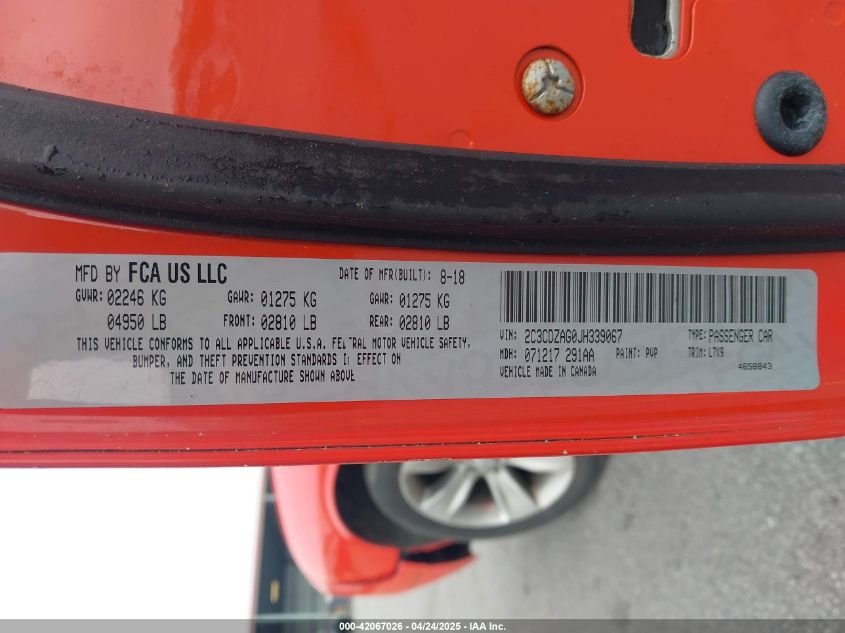 MFD BY FCA US LLC
DATE OF MFR(BUILT): 8-18
GVWR: 02246 KG
GAWR: 01275 KG
GAWR: 01275 KG
04950 LB
FRONT: 02810 LB
REAR: 02810 LB
THIS VEHICLE CONFORMS TO ALL APPLICABLE U.S.A. FE TRAL MOTOR VEHICLE SAFETY,
BUMPER, AND THEFT PREVENTION STANDARDS I EFFECT ON
THE DATE OF MANUFACTURE SHOWN ABOVE
VIN: 2C3CDZAG0JH339067
TYPE: PASSENGER CAR
MDH: 071217 291AA
PAINT: PVP
TRIM: L7X9
VEHICLE MADE IN CANADA
4658843
000-42067026 - 04/24/2025 - IAA Inc.